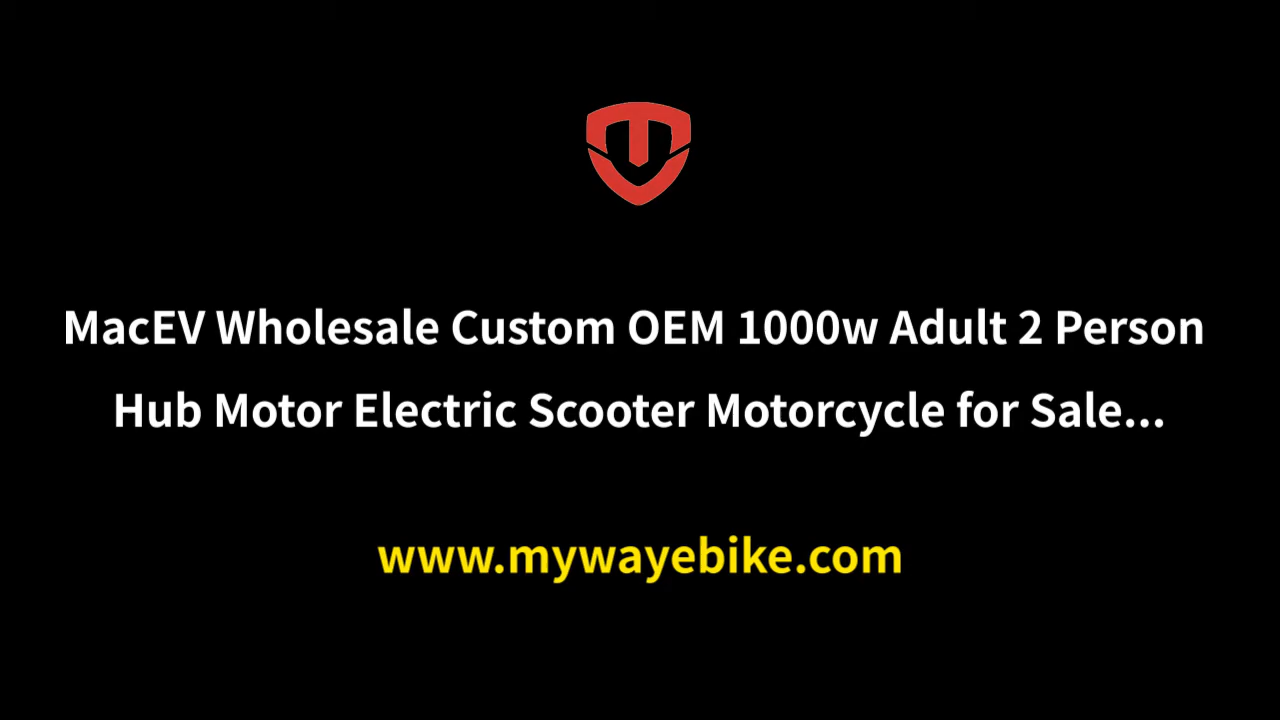 MacEV Wholesale Custom OEM 1000w Adult 2 Person
Hub Motor Electric Scooter Motorcycle for Sale...
www.mywayebike.com